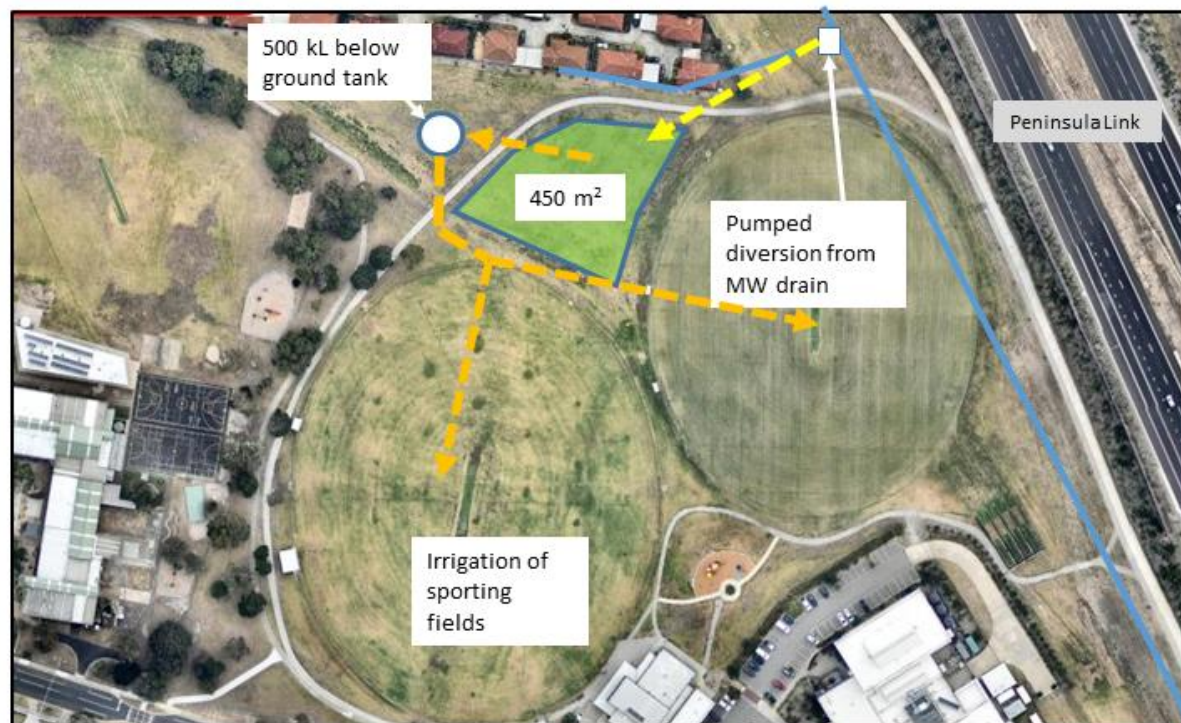 500 kL below
ground tank
Peninsula Link
450 m²
Pumped
diversion from
MW drain
Irrigation of
sporting
fields